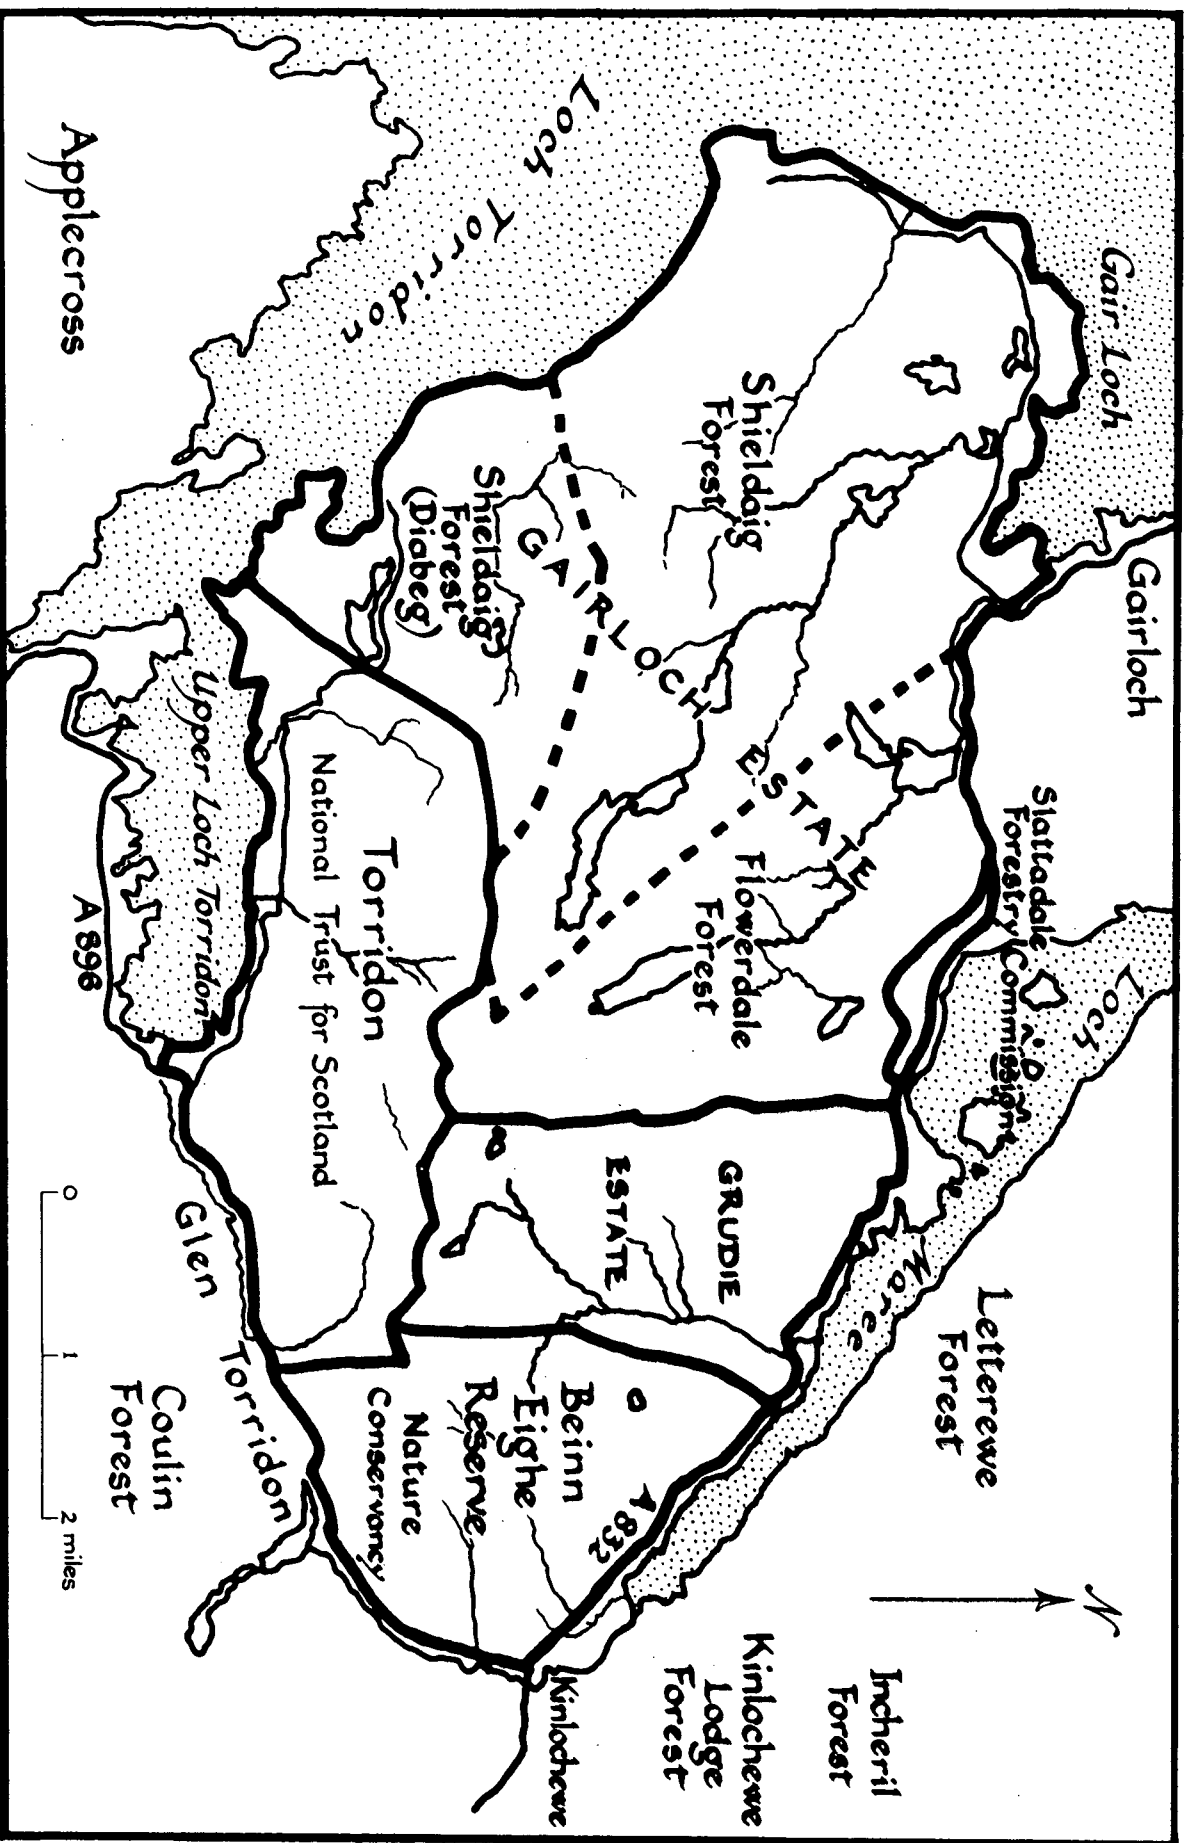 Gair Loch
Gairloch
Slattadale
Forestry Commission
Loch
Maree
Letterewe
Forest
N
Incheril
Forest
Kinlochewe
Lodge
Forest
Kinlochewe
Loch
Torridon
Shieldaig
Forest
GAIRLOCH
ESTATE
Flowerdale
Forest
GRUDIE
ESTATE
A 832
Shieldaig
Forest
(Diabeg)
Beinn
Eighe
Reserve
Nature
Conservancy
Torridon
National Trust for Scotland
Applecross
Upper Loch Torridon
A 896
Glen
Torridon
Coulin
Forest
0 1 2 miles